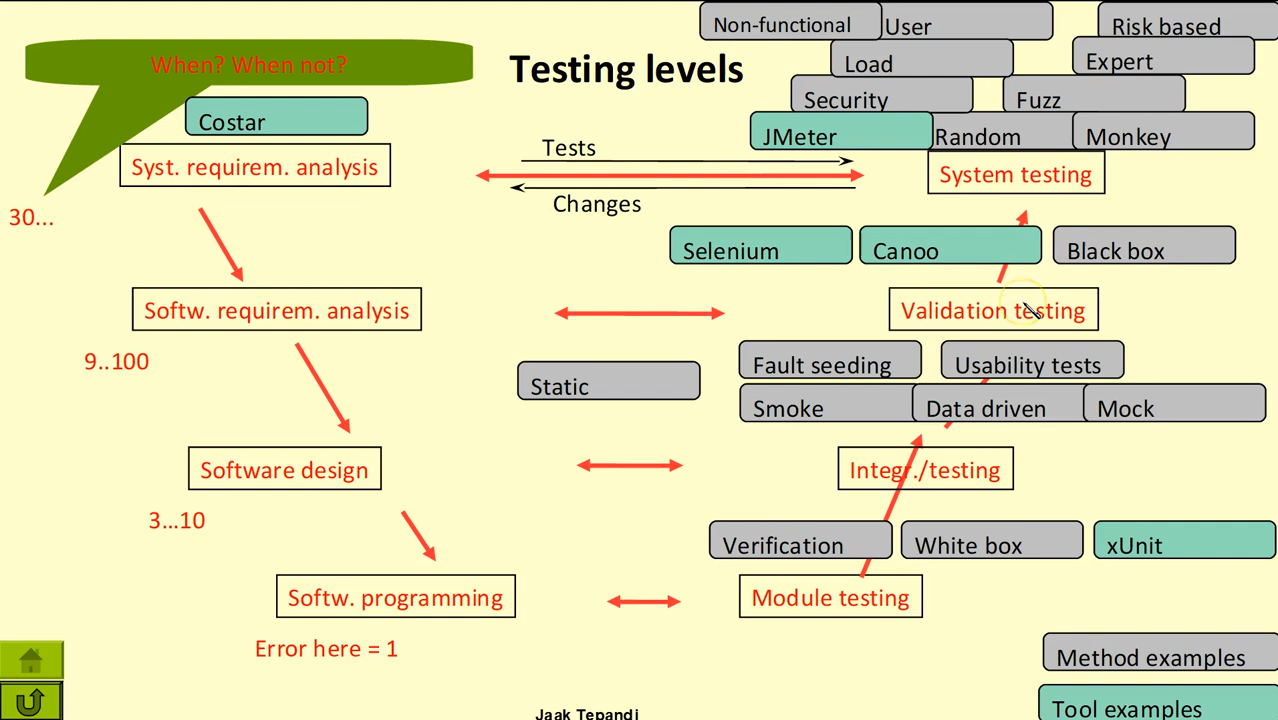 Non-functional
User
Risk based
When? When not?
Testing levels
Load
Expert
Security
Fuzz
Costar
JMeter
Random
Monkey
Tests
Syst. requirem. analysis
System testing
Changes
30...
Selenium
Canoo
Black box
Softw. requirem. analysis
Validation testing
9..100
Fault seeding
Usability tests
Static
Smoke
Data driven
Mock
Software design
Integr./testing
3...10
Verification
White box
xUnit
Softw. programming
Module testing
Error here = 1
Method examples
Tool examples
Jaak Tepandi